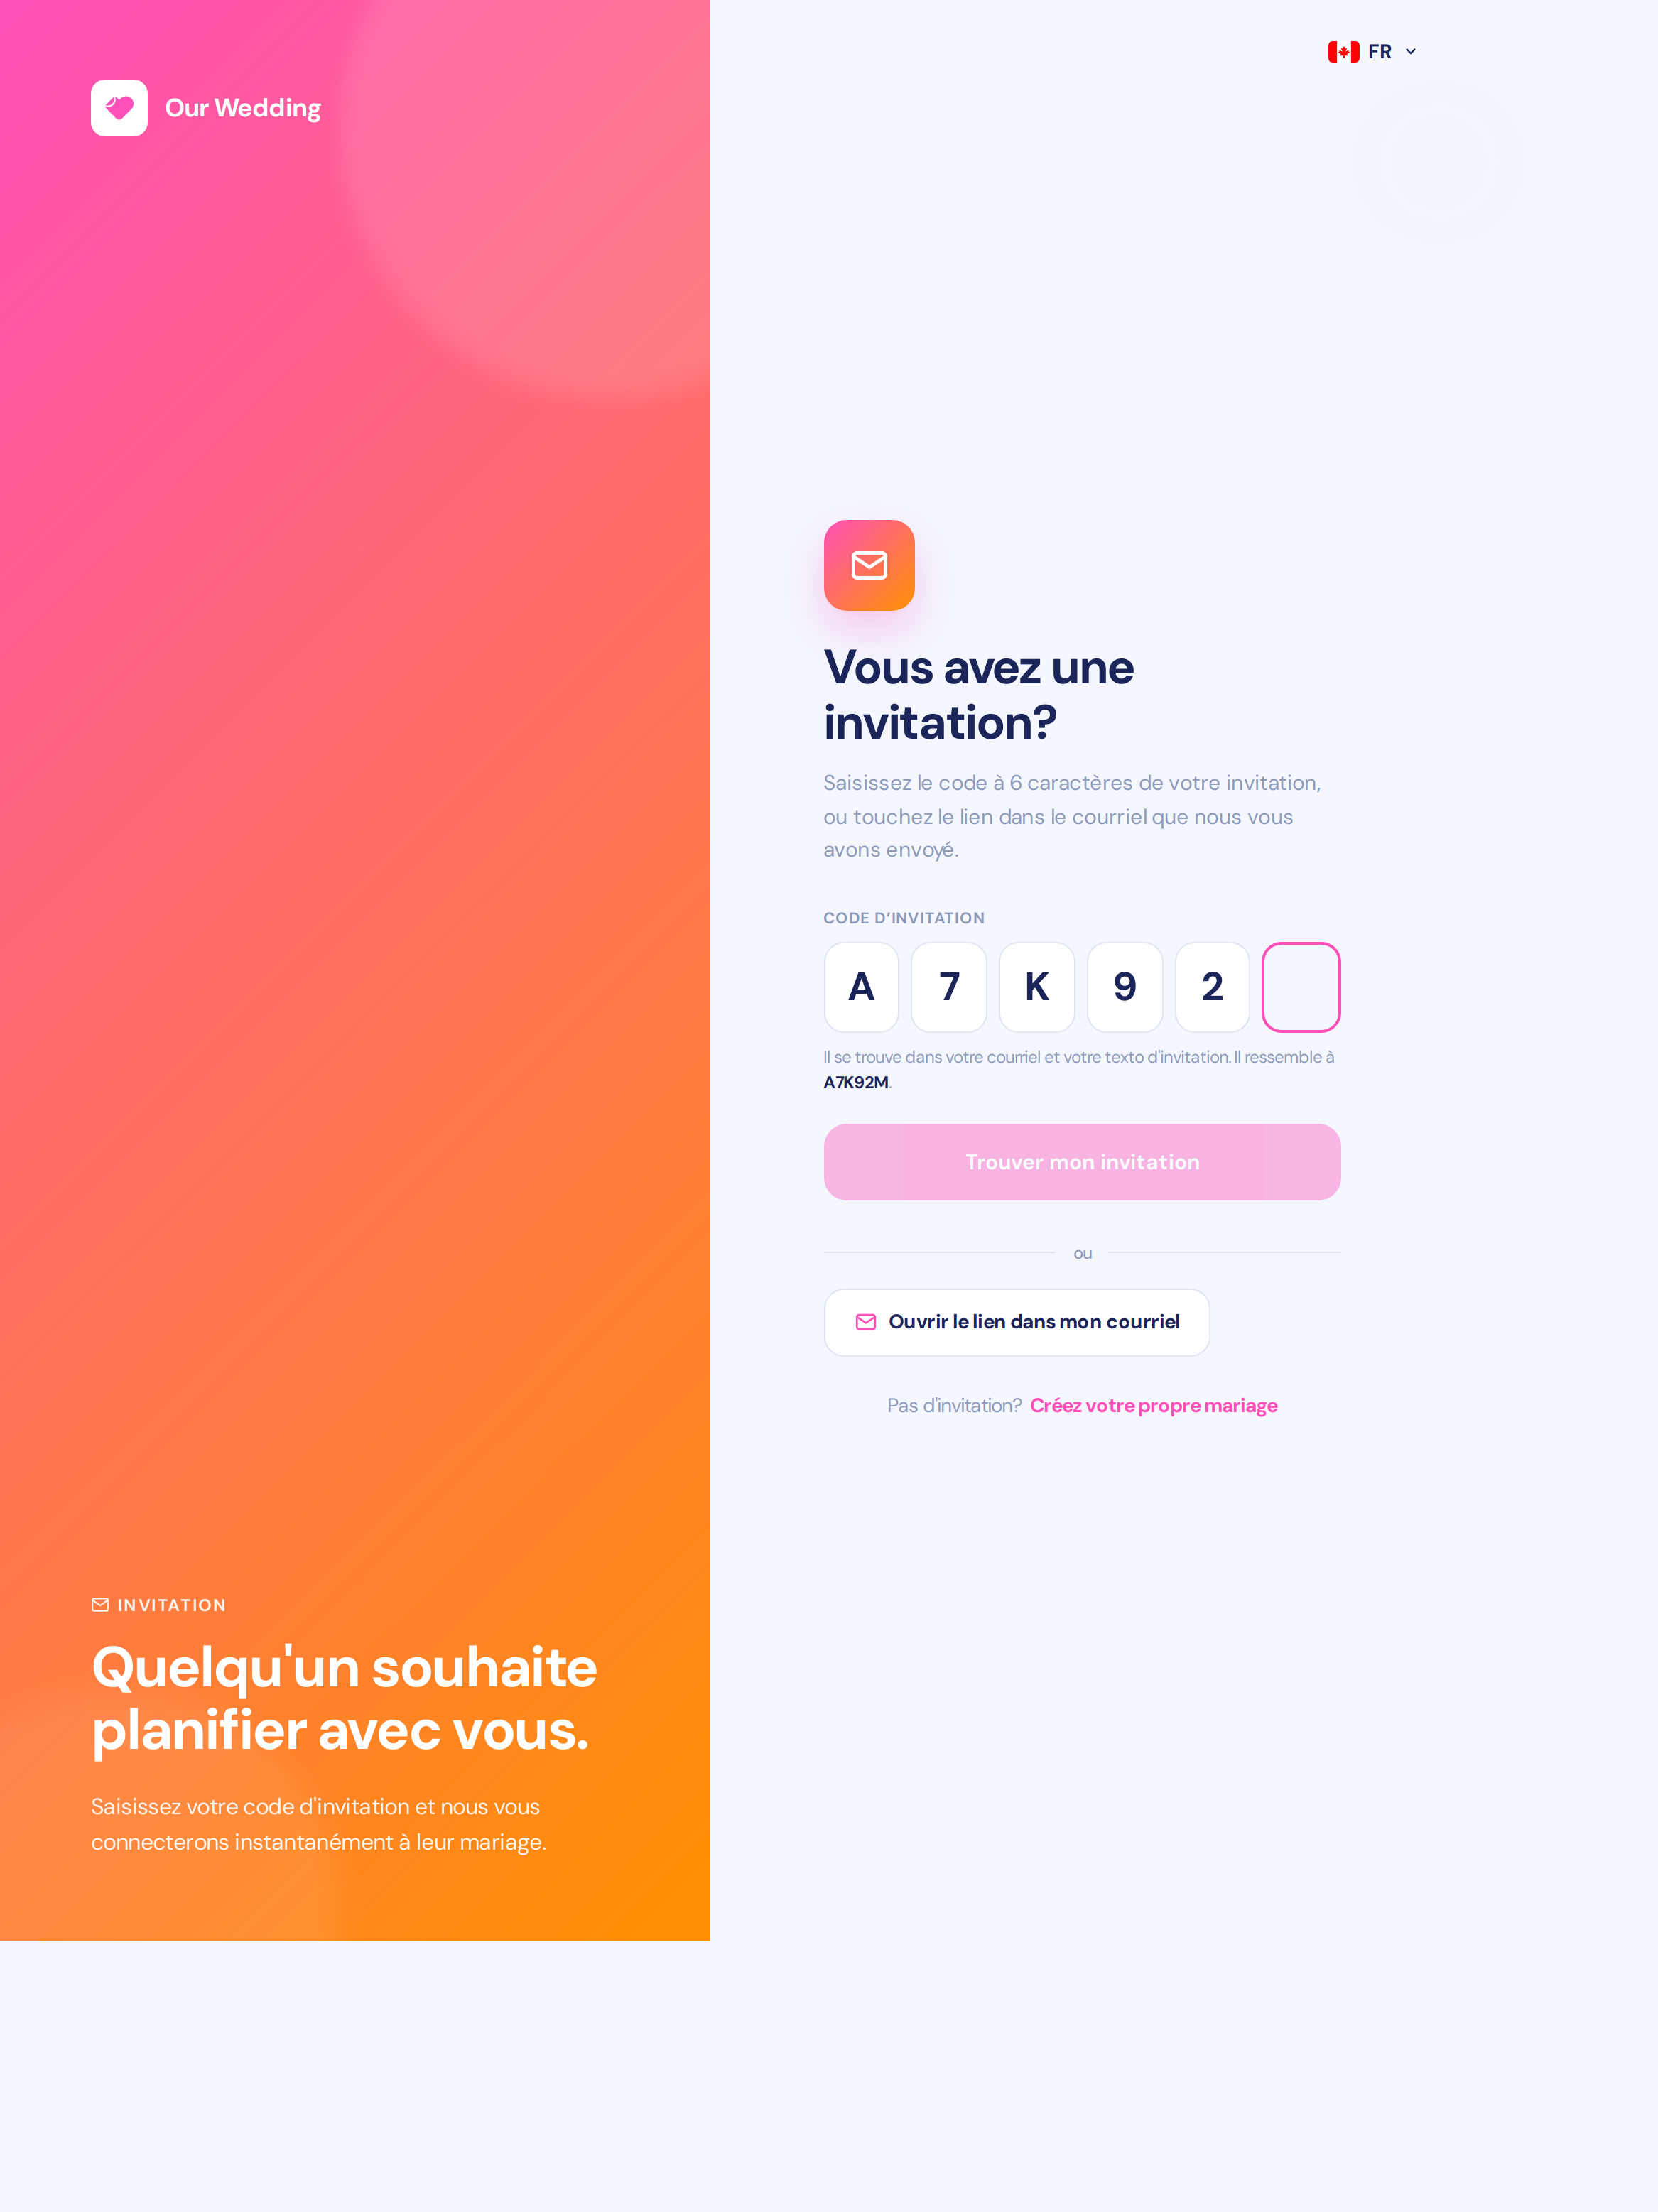 Our Wedding
INVITATION
Quelqu'un souhaite
planifier avec vous.
Saisissez votre code d'invitation et nous vous
connecterons instantanément à leur mariage.
FR
Vous avez une
invitation?
Saisissez le code à 6 caractères de votre invitation,
ou touchez le lien dans le courriel que nous vous
avons envoyé.
CODE D’INVITATION
A 7 K 9 2
Il se trouve dans votre courriel et votre texto d'invitation. Il ressemble à
A7K92M.
Trouver mon invitation
ou
Ouvrir le lien dans mon courriel
Pas d'invitation? Créez votre propre mariage